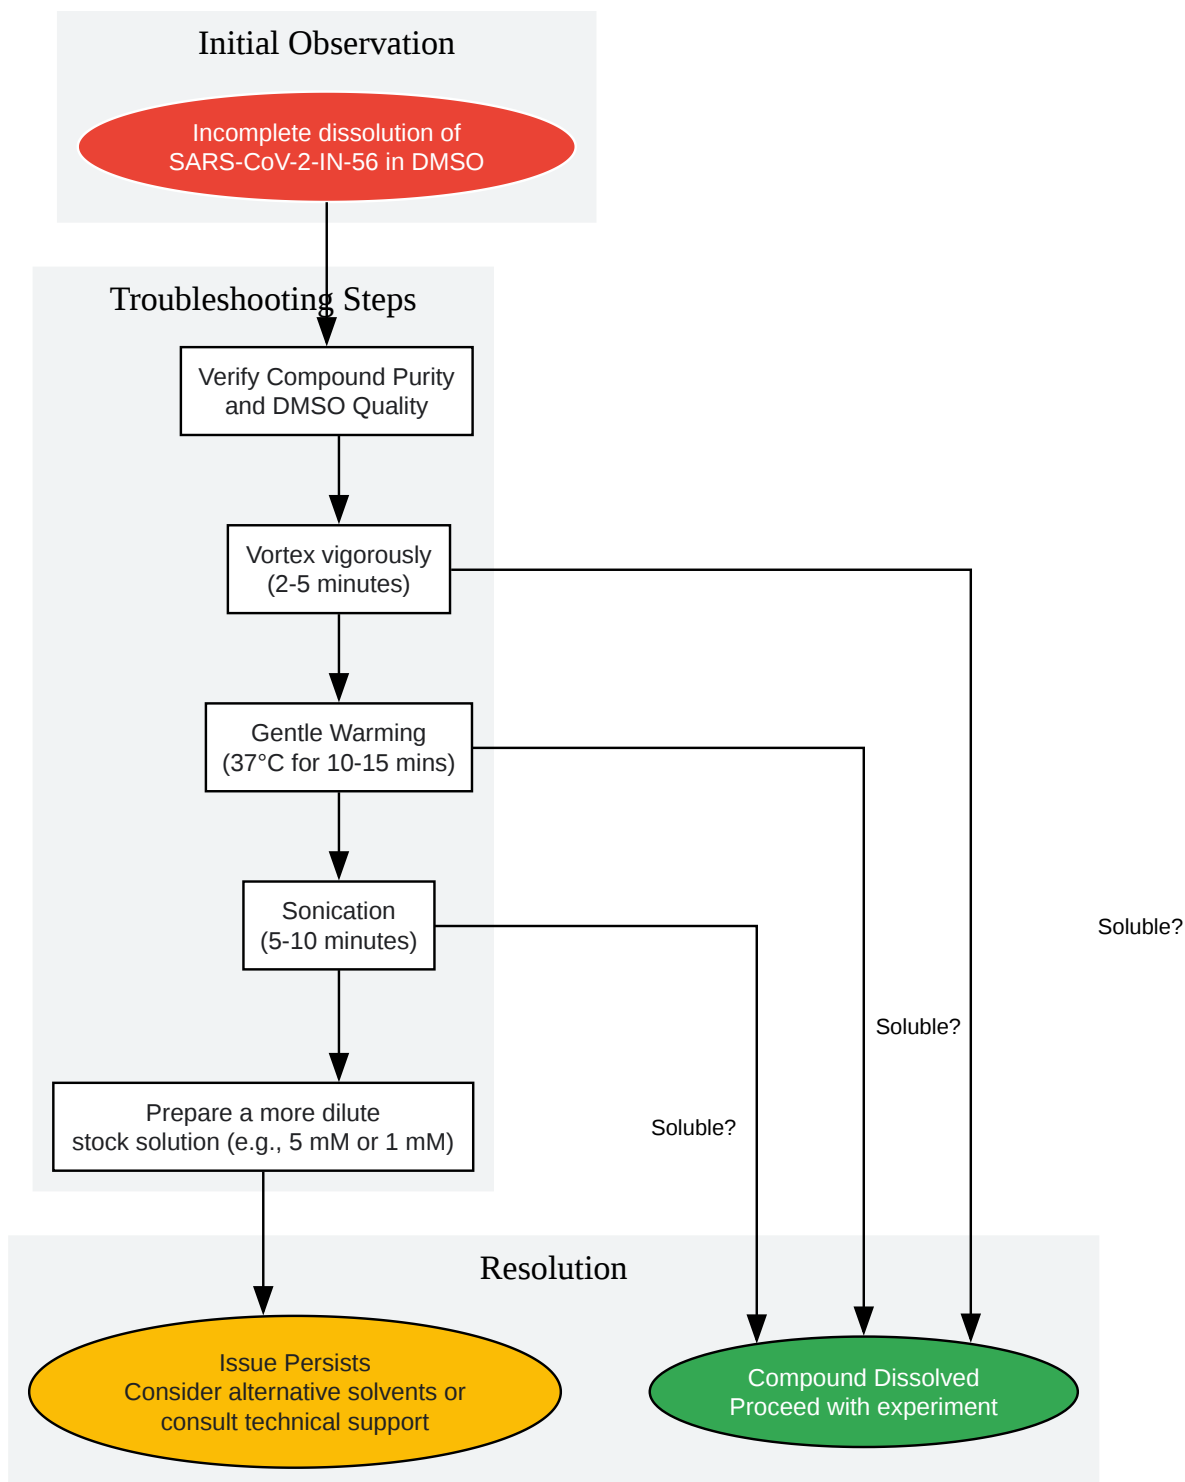 Initial Observation
Incomplete dissolution of
SARS-CoV-2-IN-56 in DMSO
Troubleshooting Steps
Verify Compound Purity
and DMSO Quality
Vortex vigorously
(2-5 minutes)
Gentle Warming
(37°C for 10-15 mins)
Sonication
(5-10 minutes)
Soluble?
Soluble?
Soluble?
Prepare a more dilute
stock solution (e.g., 5 mM or 1 mM)
Resolution
Issue Persists
Consider alternative solvents or
consult technical support
Compound Dissolved
Proceed with experiment